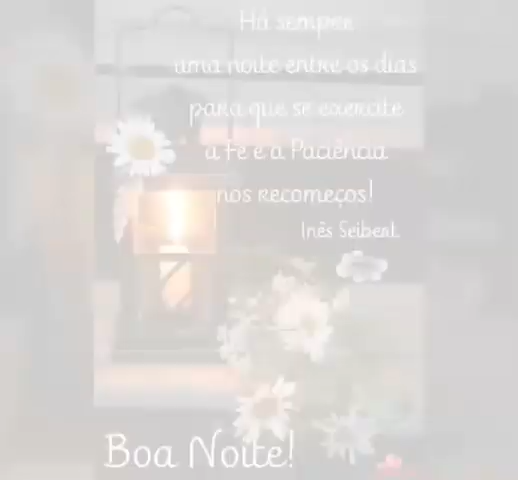 Há sempre
uma noite entre os dias
para que se exercite
a Fé e a Paciência
nos recomeços!
Inês Seibert
Boa Noite!